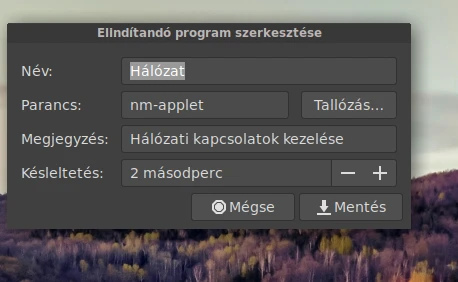 Elindítandó program szerkesztése
Név: Hálózat
Parancs: nm-applet Tallózás...
Megjegyzés: Hálózati kapcsolatok kezelése
Késleltetés: 2 másodperc − +
Mégse Mentés